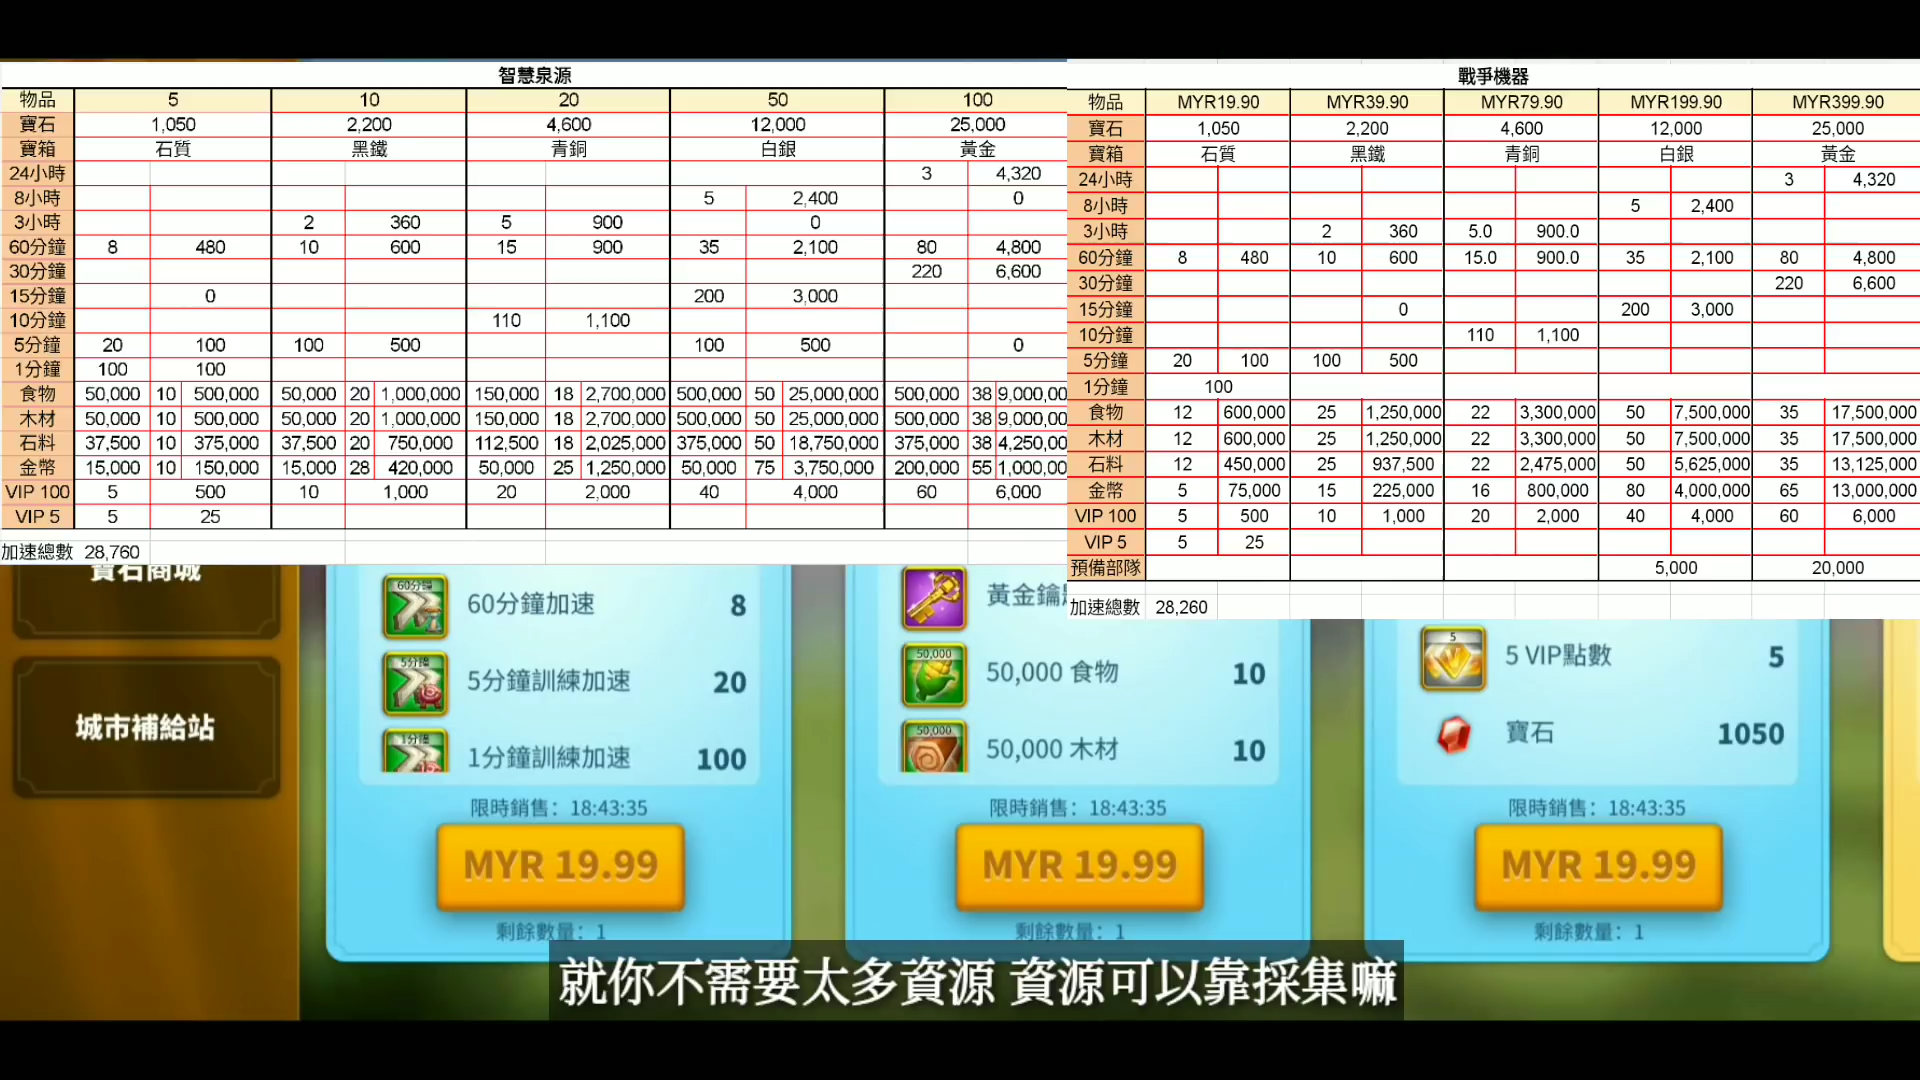 智慧泉源
物品 5 10 20 50 100
寶石 1,050 2,200 4,600 12,000 25,000
寶箱 石質 黑鐵 青銅 白銀 黃金
24小時 3 4,320
8小時 5 2,400 0
3小時 2 360 5 900 0
60分鐘 8 480 10 600 15 900 35 2,100 80 4,800
30分鐘 220 6,600
15分鐘 0 200 3,000
10分鐘 110 1,100
5分鐘 20 100 100 500 100 500 0
1分鐘 100 100
食物 50,000 10 500,000 50,000 20 1,000,000 150,000 18 2,700,000 500,000 50 25,000,000 500,000 38
木材 50,000 10 500,000 50,000 20 1,000,000 150,000 18 2,700,000 500,000 50 25,000,000 500,000 38
石料 37,500 10 375,000 37,500 20 750,000 112,500 18 2,025,000 375,000 50 18,750,000 375,000 38
金幣 15,000 10 150,000 15,000 28 420,000 50,000 25 1,250,000 50,000 75 3,750,000 200,000 55
VIP 100 5 500 10 1,000 20 2,000 40 4,000 60 6,000
VIP 5 5 25
加速總數 28,760
戰爭機器
物品 MYR19.90 MYR39.90 MYR79.90 MYR199.90 MYR399.90
寶石 1,050 2,200 4,600 12,000 25,000
寶箱 石質 黑鐵 青銅 白銀 黃金
24小時 3 4,320
8小時 5 2,400
3小時 2 360 5.0 900.0
60分鐘 8 480 10 600 15.0 900.0 35 2,100 80 4,800
30分鐘 220 6,600
15分鐘 0 200 3,000
10分鐘 110 1,100
5分鐘 20 100 100 500
1分鐘 100
食物 12 600,000 25 1,250,000 22 3,300,000 50 7,500,000 35 17,500,000
木材 12 600,000 25 1,250,000 22 3,300,000 50 7,500,000 35 17,500,000
石料 12 450,000 25 937,500 22 2,475,000 50 5,625,000 35 13,125,000
金幣 5 75,000 15 225,000 16 800,000 80 4,000,000 65 13,000,000
VIP 100 5 500 10 1,000 20 2,000 40 4,000 60 6,000
VIP 5 5 25
預備部隊 5,000 20,000
加速總數 28,260
寶石商城
城市補給站
60分鐘
60分鐘加速 8
5分鐘
5分鐘訓練加速 20
1分鐘
1分鐘訓練加速 100
限時銷售：18:43:35
MYR 19.99
剩餘數量：1
黃金鑰
50,000
50,000 食物 10
50,000
50,000 木材 10
限時銷售：18:43:35
MYR 19.99
剩餘數量：1
5
5 VIP點數 5
寶石 1050
限時銷售：18:43:35
MYR 19.99
剩餘數量：1
就你不需要太多資源 資源可以靠採集嘛